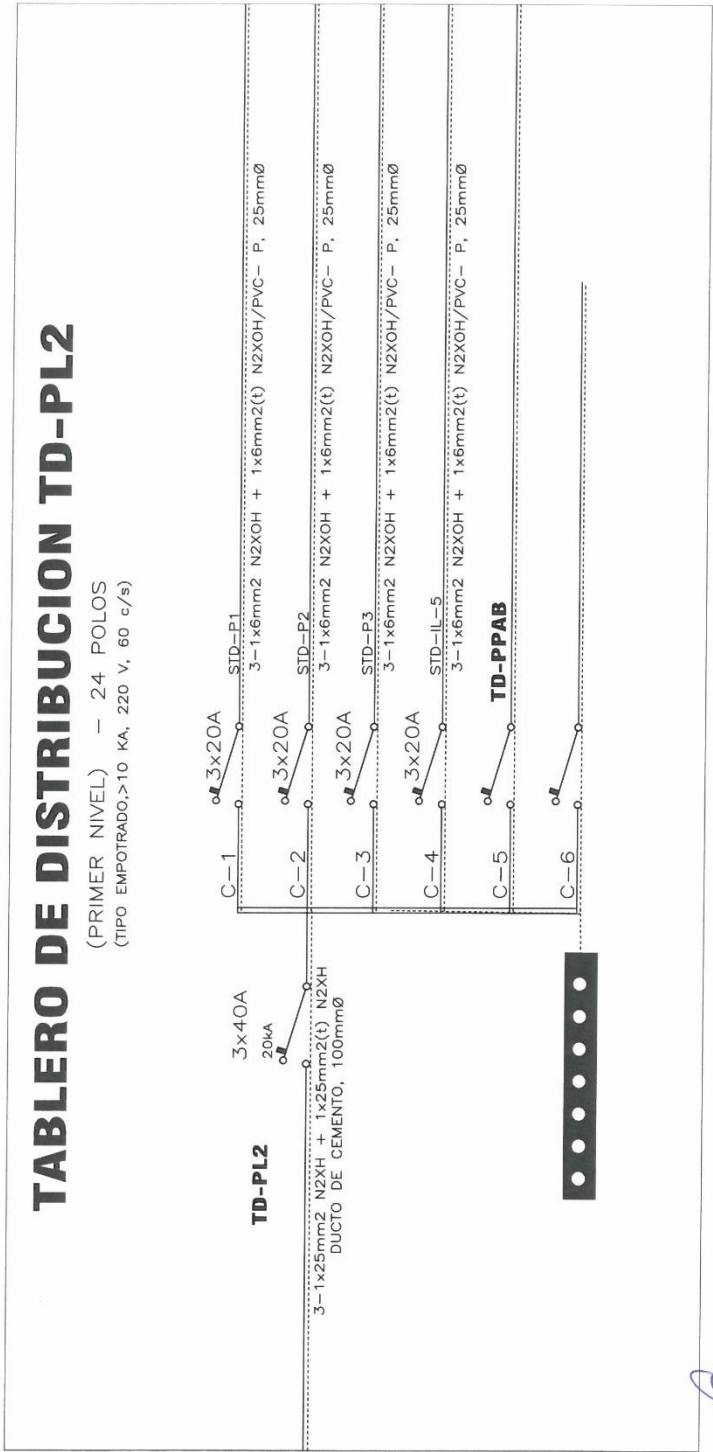 TABLERO DE DISTRIBUCION TD-PL2
(PRIMER NIVEL) - 24 POLOS
(TIPO EMPOTRADO,>10 KA, 220 V, 60 c/s)
TD-PL2
3x40A
20kA
3-1x25mm2 N2XH + 1x25mm2(t) N2XH
DUCTO DE CEMENTO, 100mmØ
C-1
3x20A
STD-P1
3-1x6mm2 N2XOH + 1x6mm2(t) N2XOH/PVC- P, 25mmØ
C-2
3x20A
STD-P2
3-1x6mm2 N2XOH + 1x6mm2(t) N2XOH/PVC- P, 25mmØ
C-3
3x20A
STD-P3
3-1x6mm2 N2XOH + 1x6mm2(t) N2XOH/PVC- P, 25mmØ
C-4
3x20A
STD-IL-5
3-1x6mm2 N2XOH + 1x6mm2(t) N2XOH/PVC- P, 25mmØ
C-5
TD-PPAB
C-6